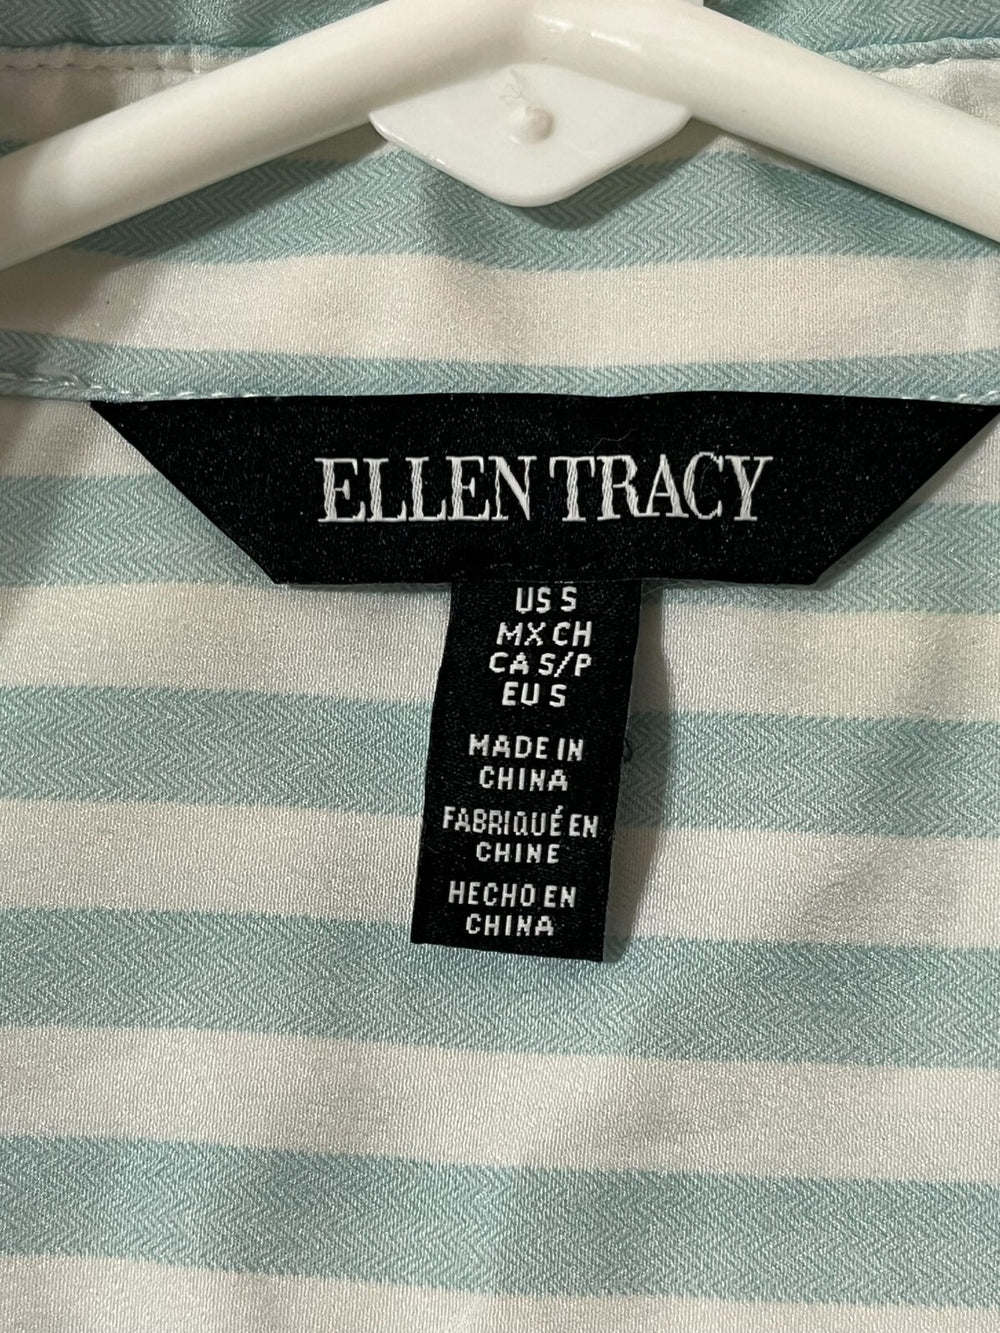 ELLEN TRACY
US S
MX CH
CA S/P
EU S
MADE IN
CHINA
FABRIQUÉ EN
CHINE
HECHO EN
CHINA